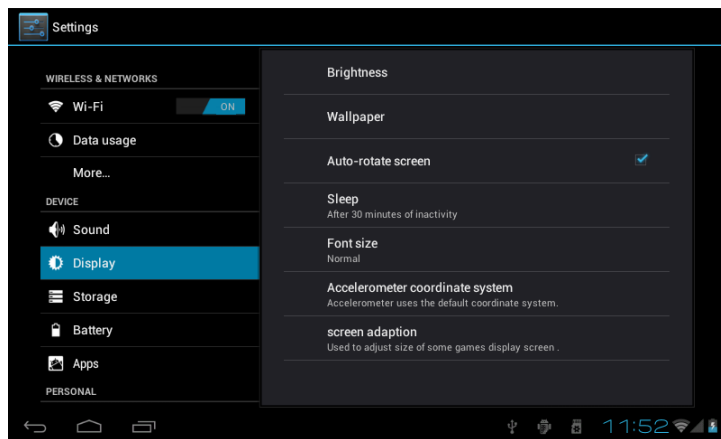 Settings
WIRELESS & NETWORKS
Wi-Fi
ON
Data usage
More...
DEVICE
Sound
Display
Storage
Battery
Apps
PERSONAL
Brightness
Wallpaper
Auto-rotate screen
Sleep
After 30 minutes of inactivity
Font size
Normal
Accelerometer coordinate system
Accelerometer uses the default coordinate system.
screen adaption
Used to adjust size of some games display screen .
11:52